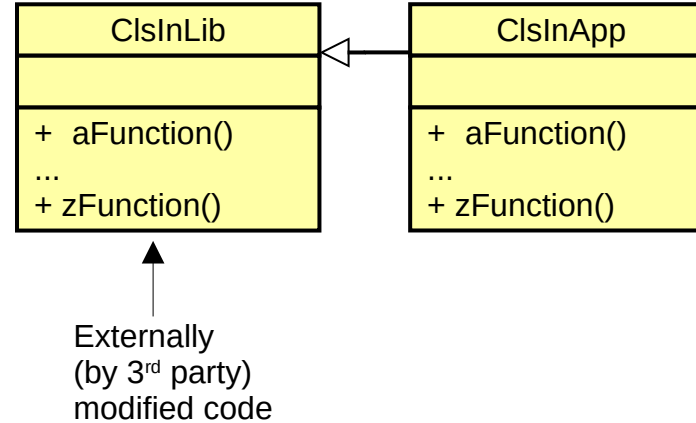 ClsInLib
+ aFunction()
...
+ zFunction()
ClsInApp
+ aFunction()
...
+ zFunction()
Externally
(by 3rd party)
modified code